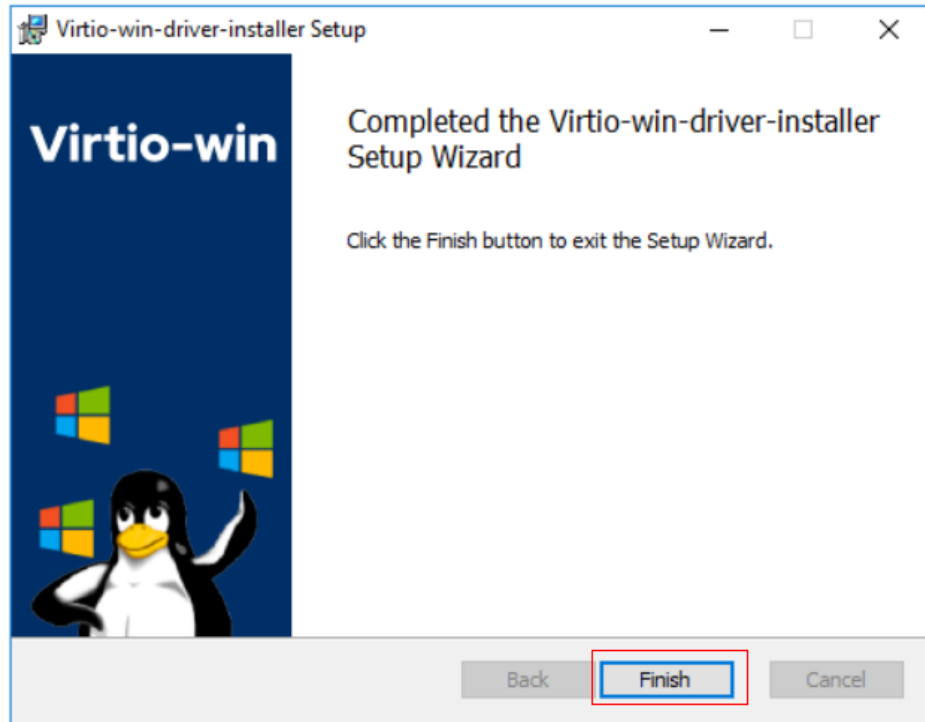 Virtio-win-driver-installer Setup
Virtio-win
Completed the Virtio-win-driver-installer
Setup Wizard
Click the Finish button to exit the Setup Wizard.
Back
Finish
Cancel